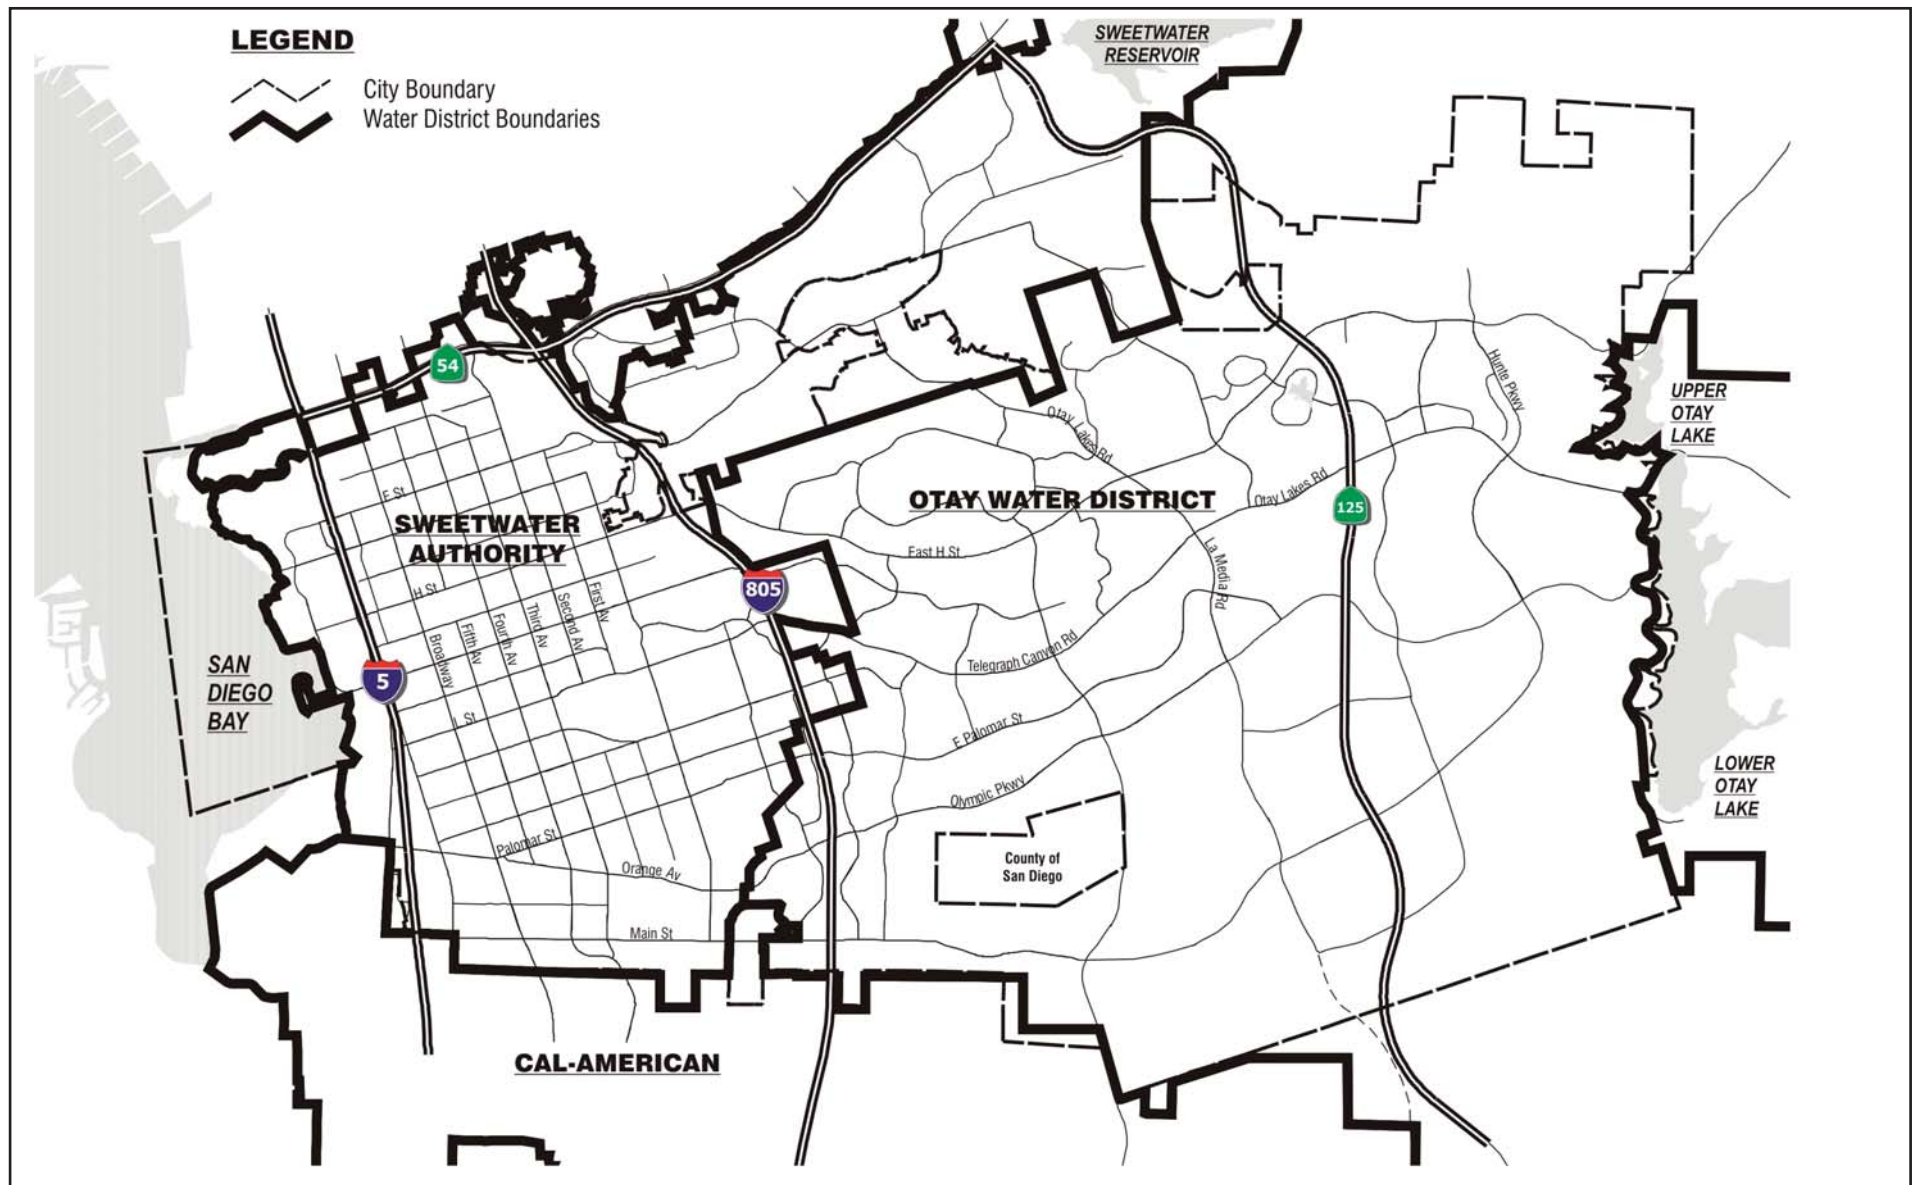 LEGEND
City Boundary
Water District Boundaries
SWEETWATER
RESERVOIR
54
Hunte Pkwy
UPPER
OTAY
LAKE
Otay Lakes Rd
E St
SWEETWATER
AUTHORITY
OTAY WATER DISTRICT
Otay Lakes Rd
125
East H St
La Media Rd
H St
805
First Av
Second Av
Third Av
Fourth Av
Fifth Av
Broadway
Telegraph Canyon Rd
SAN
DIEGO
BAY
5
L St
E Palomar St
LOWER
OTAY
LAKE
Olympic Pkwy
Palomar St
County of
San Diego
Orange Av
Main St
CAL-AMERICAN